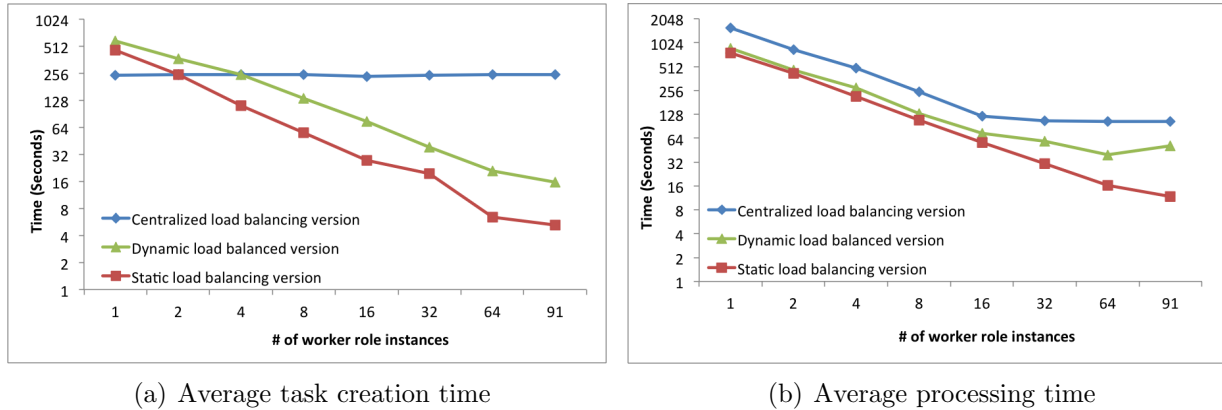 1024
512
256
128
64
32
16
8
4
2
1
Time (Seconds)
Centralized load balancing version
Dynamic load balanced version
Static load balancing version
1 2 4 8 16 32 64 91
# of worker role instances
(a) Average task creation time
2048
1024
512
256
128
64
32
16
8
4
2
1
Time (Seconds)
Centralized load balancing version
Dynamic load balanced version
Static load balancing version
1 2 4 8 16 32 64 91
# of worker role instances
(b) Average processing time